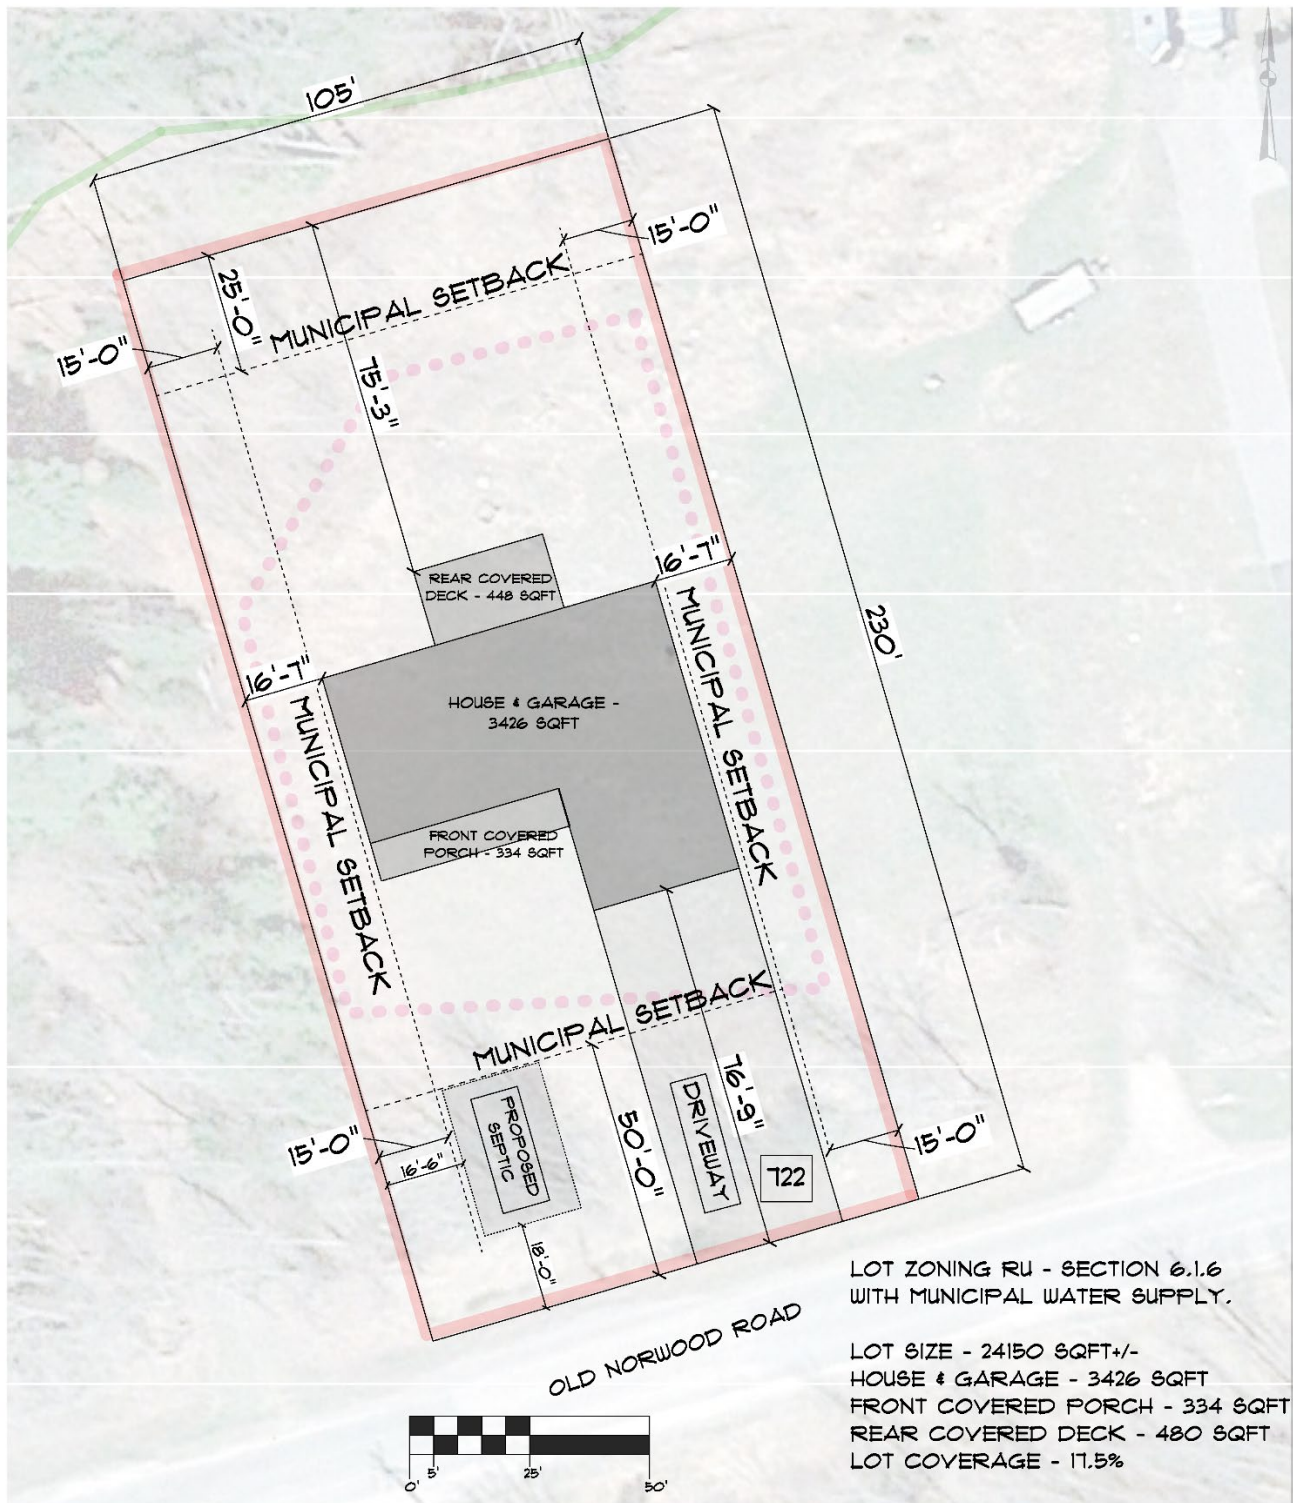 105'
15'-0"
25'-0"
MUNICIPAL SETBACK
15'-0"
75'-3"
REAR COVERED
DECK - 448 SQFT
16'-7"
MUNICIPAL SETBACK
230'
16'-7"
MUNICIPAL SETBACK
HOUSE & GARAGE -
3426 SQFT
FRONT COVERED
PORCH - 334 SQFT
MUNICIPAL SETBACK
76'-9"
50'-0"
DRIVEWAY
PROPOSED
SEPTIC
15'-0"
16'-6"
15'-0"
722
18'-0"
OLD NORWOOD ROAD
LOT ZONING RU - SECTION 6.1.6
WITH MUNICIPAL WATER SUPPLY.
LOT SIZE - 24150 SQFT+/-
HOUSE & GARAGE - 3426 SQFT
FRONT COVERED PORCH - 334 SQFT
REAR COVERED DECK - 480 SQFT
LOT COVERAGE - 17.5%
0' 5' 25' 50'